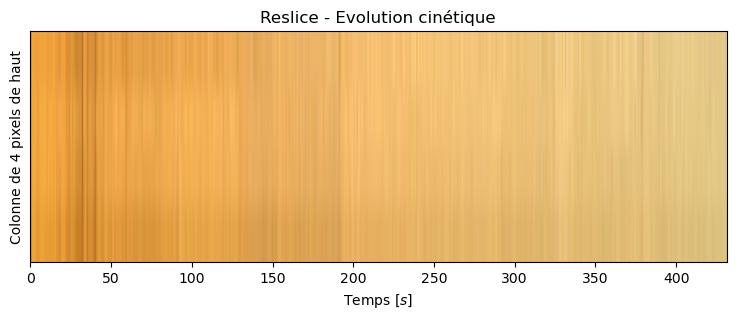 Reslice - Evolution cinétique
Colonne de 4 pixels de haut
0 50 100 150 200 250 300 350 400
Temps [s]